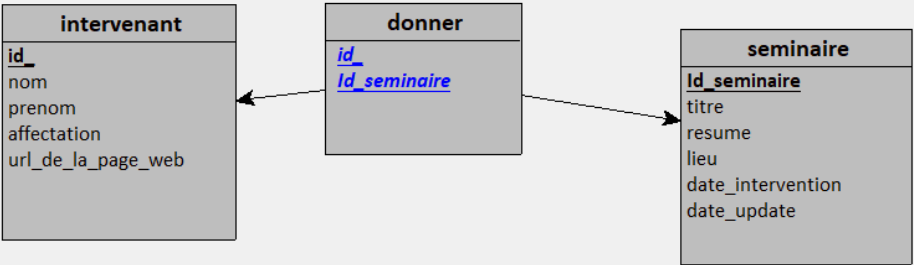 intervenant
id_
nom
prenom
affectation
url_de_la_page_web
donner
id_
Id_seminaire
seminaire
Id_seminaire
titre
resume
lieu
date_intervention
date_update